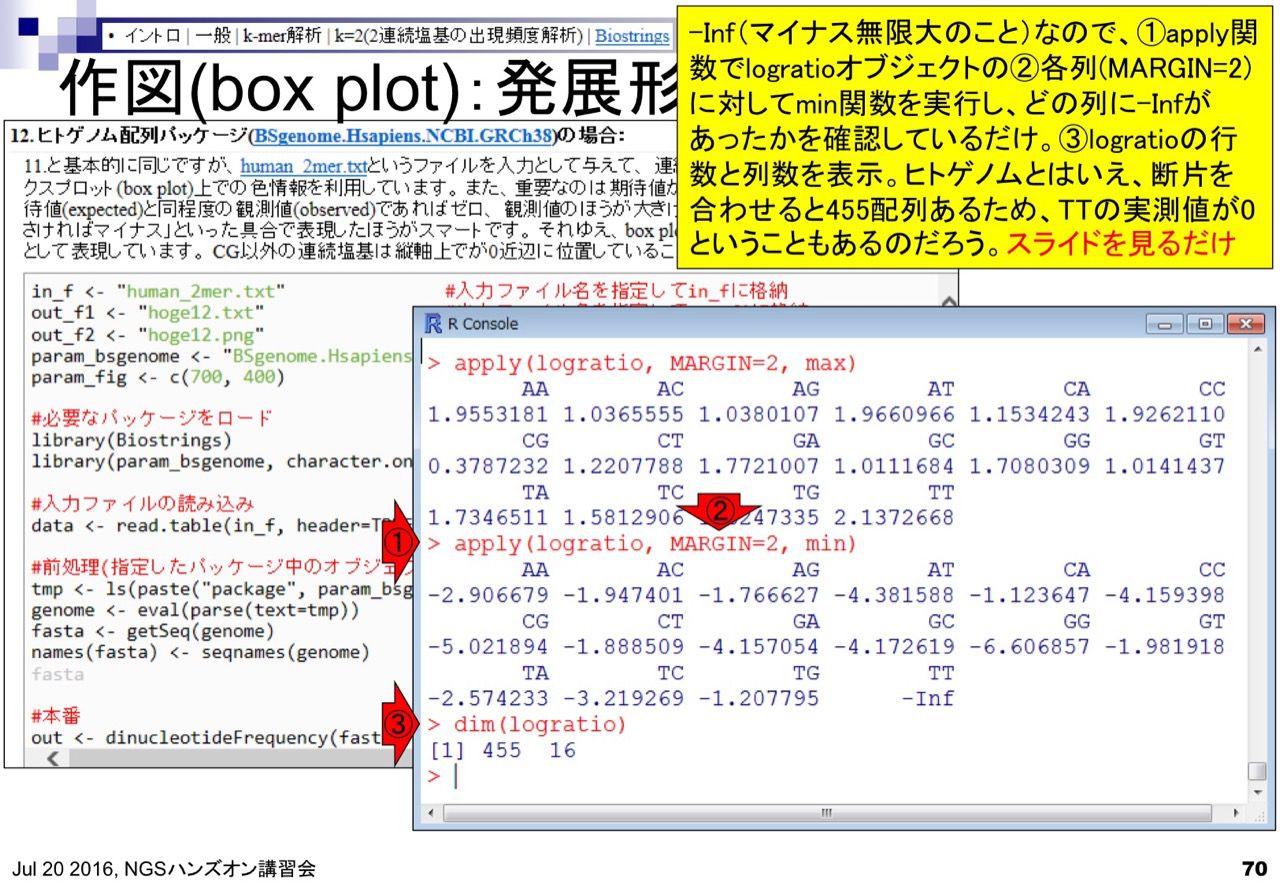 • イントロ | 一般 | k-mer解析 | k=2(2連続塩基の出現頻度解析) | Biostrings
作図(box plot)：発展形
-Inf（マイナス無限大のこと）なので、①apply関
数でlogratioオブジェクトの②各列(MARGIN=2)
に対してmin関数を実行し、どの列に-Infが
あったかを確認しているだけ。③logratioの行
数と列数を表示。ヒトゲノムとはいえ、断片を
合わせると455配列あるため、TTの実測値が0
ということもあるのだろう。スライドを見るだけ
12. ヒトゲノム配列パッケージ(BSgenome.Hsapiens.NCBI.GRCh38)の場合:
11.と基本的に同じですが、human_2mer.txtというファイルを入力として与えて、連
クスプロット(box plot)上での色情報を利用しています。また、重要なのは期待値か
待値(expected)と同程度の観測値(observed)であればゼロ、観測値のほうが大きけ
さければマイナス」といった具合で表現したほうがスマートです。それゆえ、box pl
として表現しています。CG以外の連続塩基は縦軸上でが0近辺に位置しているこ
in_f <- "human_2mer.txt" #入力ファイル名を指定してin_fに格納
out_f1 <- "hoge12.txt"
out_f2 <- "hoge12.png"
param_bsgenome <- "BSgenome.Hsapiens
param_fig <- c(700, 400)
#必要なパッケージをロード
library(Biostrings)
library(param_bsgenome, character.on
#入力ファイルの読み込み
data <- read.table(in_f, header=T
#前処理(指定したパッケージ中のオブジェ
tmp <- ls(paste("package", param_bsg
genome <- eval(parse(text=tmp))
fasta <- getSeq(genome)
names(fasta) <- seqnames(genome)
fasta
#本番
out <- dinucleotideFrequency(fast
R Console
> apply(logratio, MARGIN=2, max)
AA AC AG AT CA CC
1.9553181 1.0365555 1.0380107 1.9660966 1.1534243 1.9262110
CG CT GA GC GG GT
0.3787232 1.2207788 1.7721007 1.0111684 1.7080309 1.0141437
TA TC TG TT
1.7346511 1.5812906 247335 2.1372668
②
① > apply(logratio, MARGIN=2, min)
AA AC AG AT CA CC
-2.906679 -1.947401 -1.766627 -4.381588 -1.123647 -4.159398
CG CT GA GC GG GT
-5.021894 -1.888509 -4.157054 -4.172619 -6.606857 -1.981918
TA TC TG TT
-2.574233 -3.219269 -1.207795 -Inf
③ > dim(logratio)
[1] 455 16
>
Jul 20 2016, NGSハンズオン講習会
70